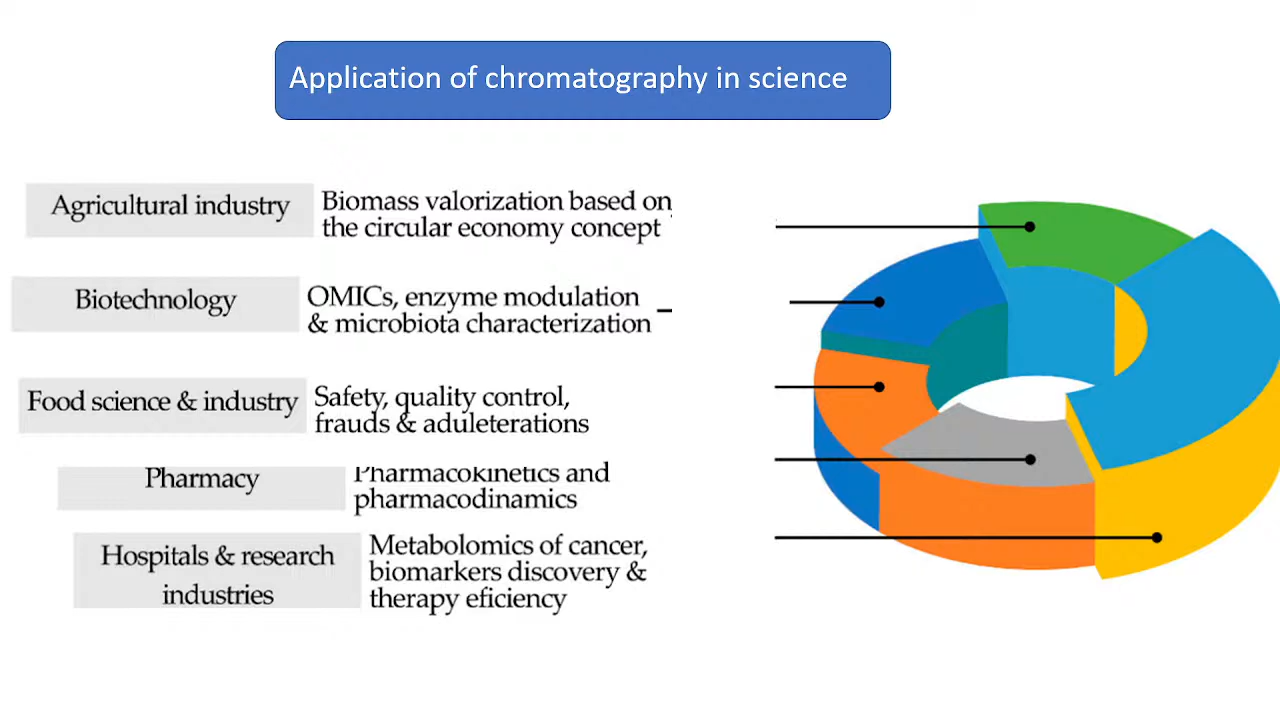 Application of chromatography in science
Agricultural industry
Biomass valorization based on
the circular economy concept
Biotechnology
OMICs, enzyme modulation
& microbiota characterization
Food science & industry
Safety, quality control,
frauds & aduleterations
Pharmacy
Pharmacokinetics and
pharmacodinamics
Hospitals & research
industries
Metabolomics of cancer,
biomarkers discovery &
therapy eficiency